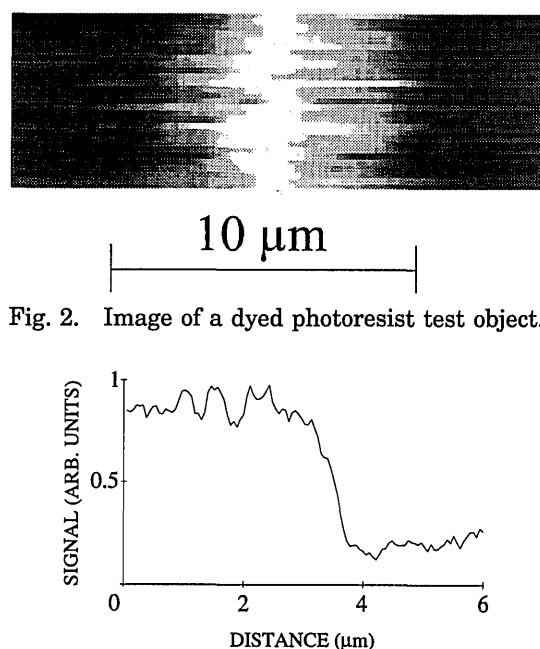 10 μm
Fig. 2. Image of a dyed photoresist test object.
SIGNAL (ARB. UNITS)
1
0.5
0
2
4
6
DISTANCE (μm)